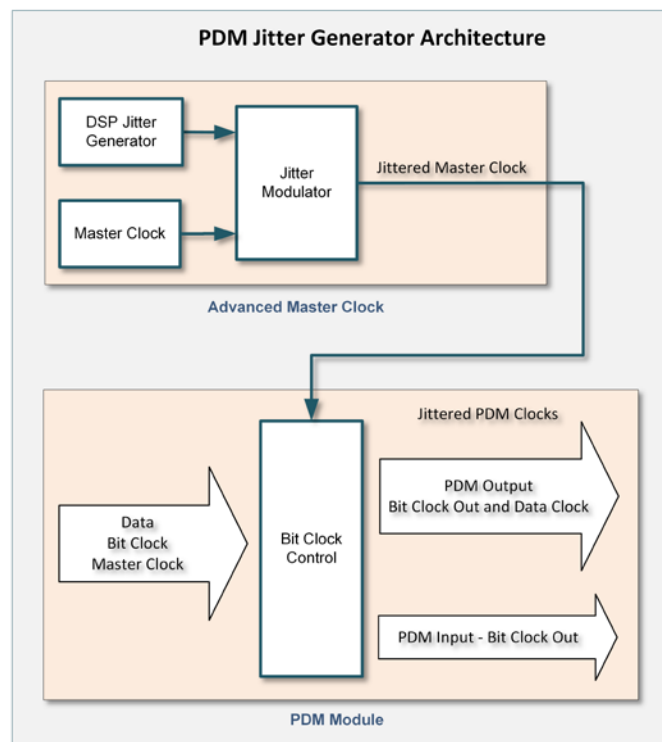 PDM Jitter Generator Architecture
DSP Jitter
Generator
Jitter
Modulator
Master Clock
Jittered Master Clock
Advanced Master Clock
Jittered PDM Clocks
Data
Bit Clock
Master Clock
Bit Clock
Control
PDM Output
Bit Clock Out and Data Clock
PDM Input - Bit Clock Out
PDM Module